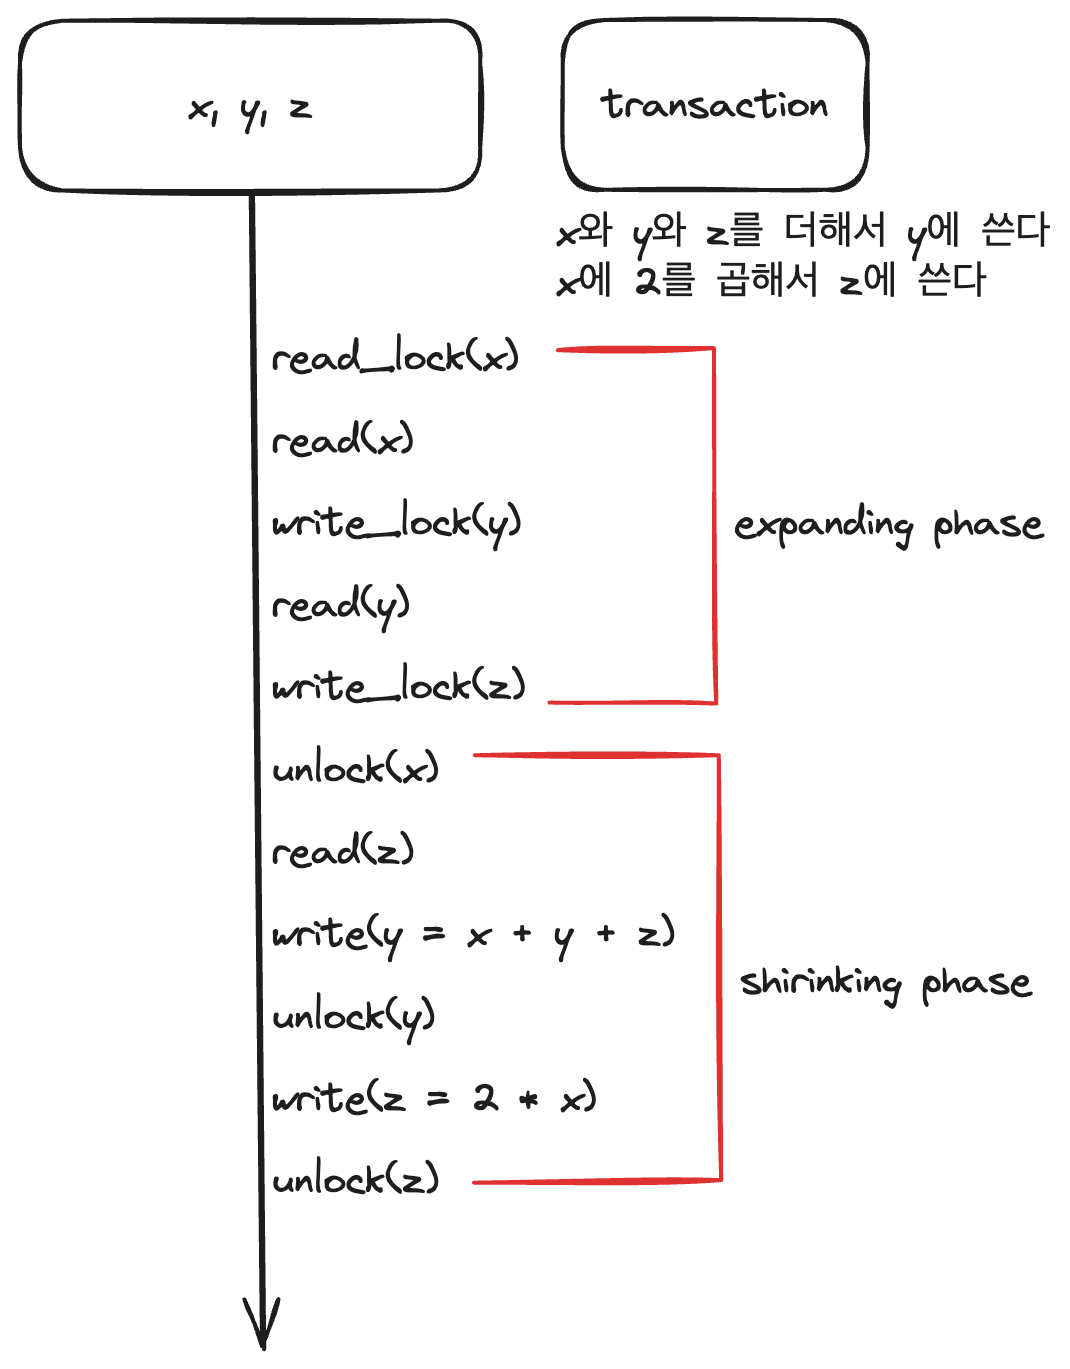 x, y, z
transaction
x와 y와 z를 더해서 y에 쓴다
x에 2를 곱해서 z에 쓴다
read_lock(x)
read(x)
write_lock(y)
expanding phase
read(y)
write_lock(z)
unlock(x)
read(z)
write(y = x + y + z)
shirinking phase
unlock(y)
write(z = 2 * x)
unlock(z)